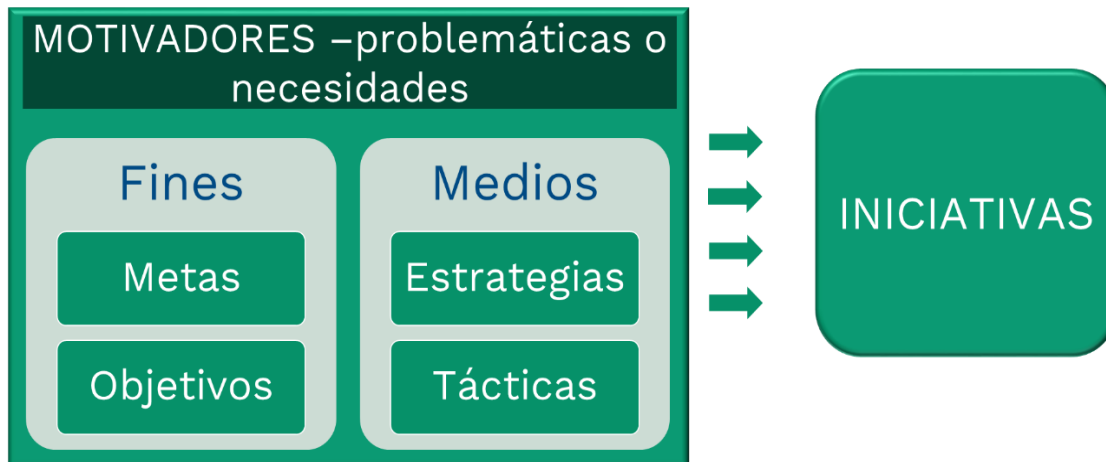 MOTIVADORES –problemáticas o
necesidades
Fines
Metas
Objetivos
Medios
Estrategias
Tácticas
INICIATIVAS